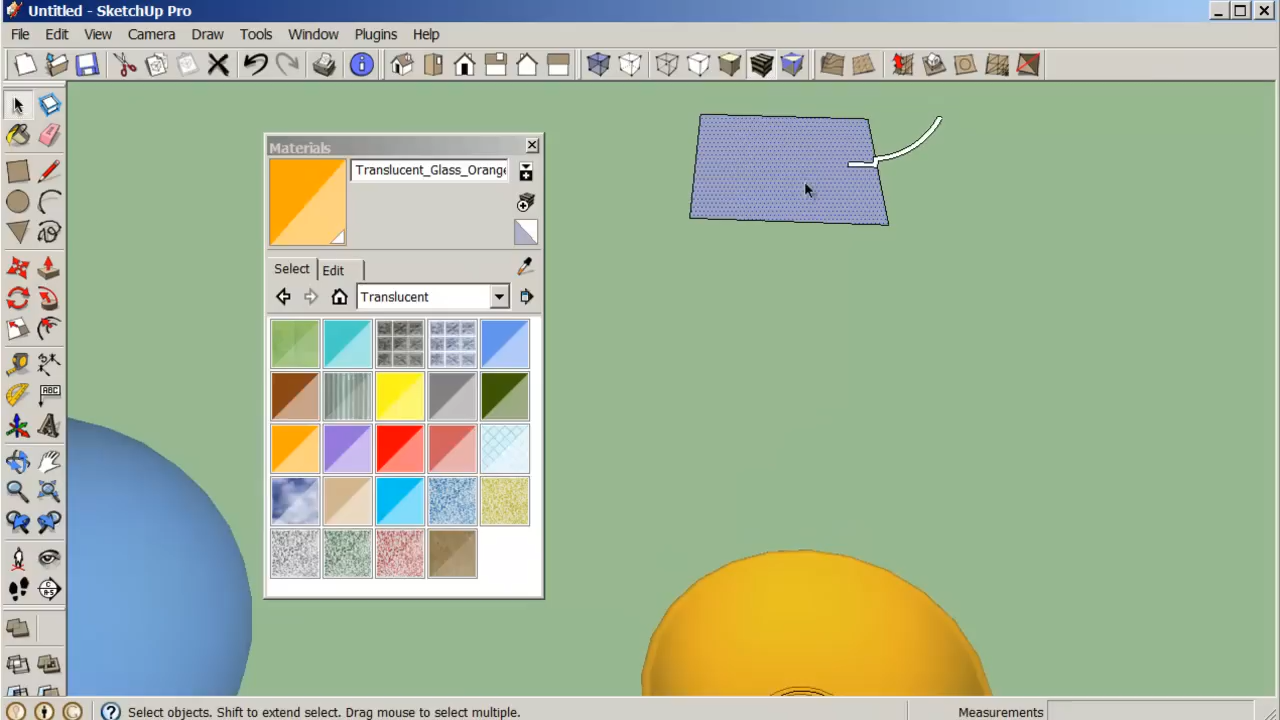 Untitled - SketchUp Pro
File Edit View Camera Draw Tools Window Plugins Help
Materials
Translucent_Glass_Orange
Select Edit
Translucent
ABC
Select objects. Shift to extend select. Drag mouse to select multiple.
Measurements